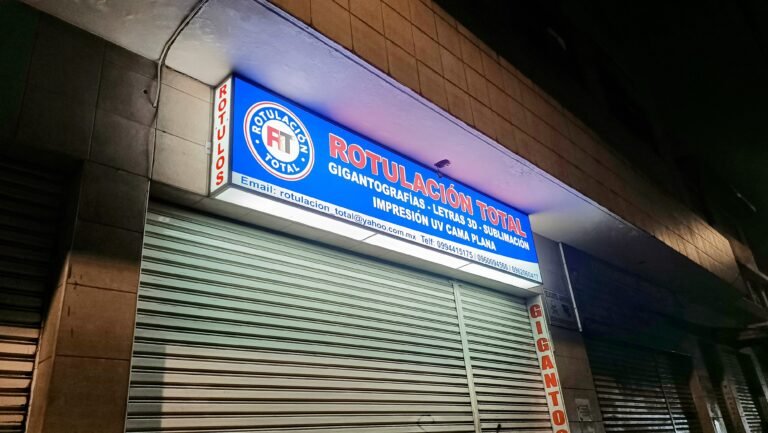 ROTULOS
ROTULACIÓN
RT
TOTAL
ROTULACIÓN TOTAL
GIGANTOGRAFÍAS - LETRAS 3D - SUBLIMACIÓN
IMPRESIÓN UV CAMA PLANA
Email: rotulacion_total@yahoo.com.mx Telf: 0994415175 /
GIGANTO